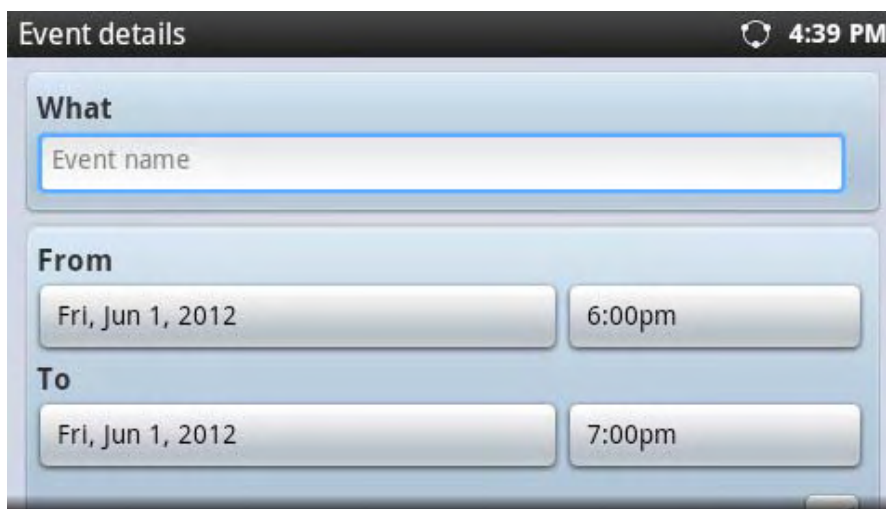 Event details 4:39 PM
What
Event name
From
Fri, Jun 1, 2012 6:00pm
To
Fri, Jun 1, 2012 7:00pm